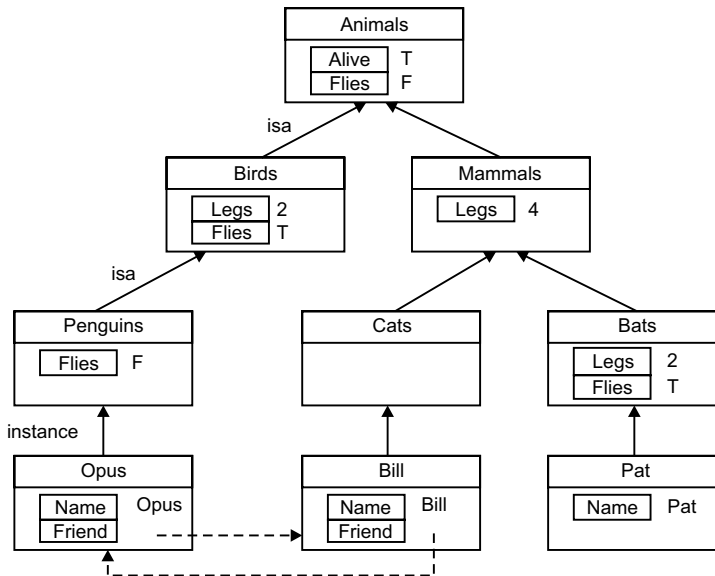 Animals
Alive T
Flies F
isa
Birds
Legs 2
Flies T
Mammals
Legs 4
isa
Penguins
Flies F
Cats
Bats
Legs 2
Flies T
instance
Opus
Name Opus
Friend
Bill
Name Bill
Friend
Pat
Name Pat